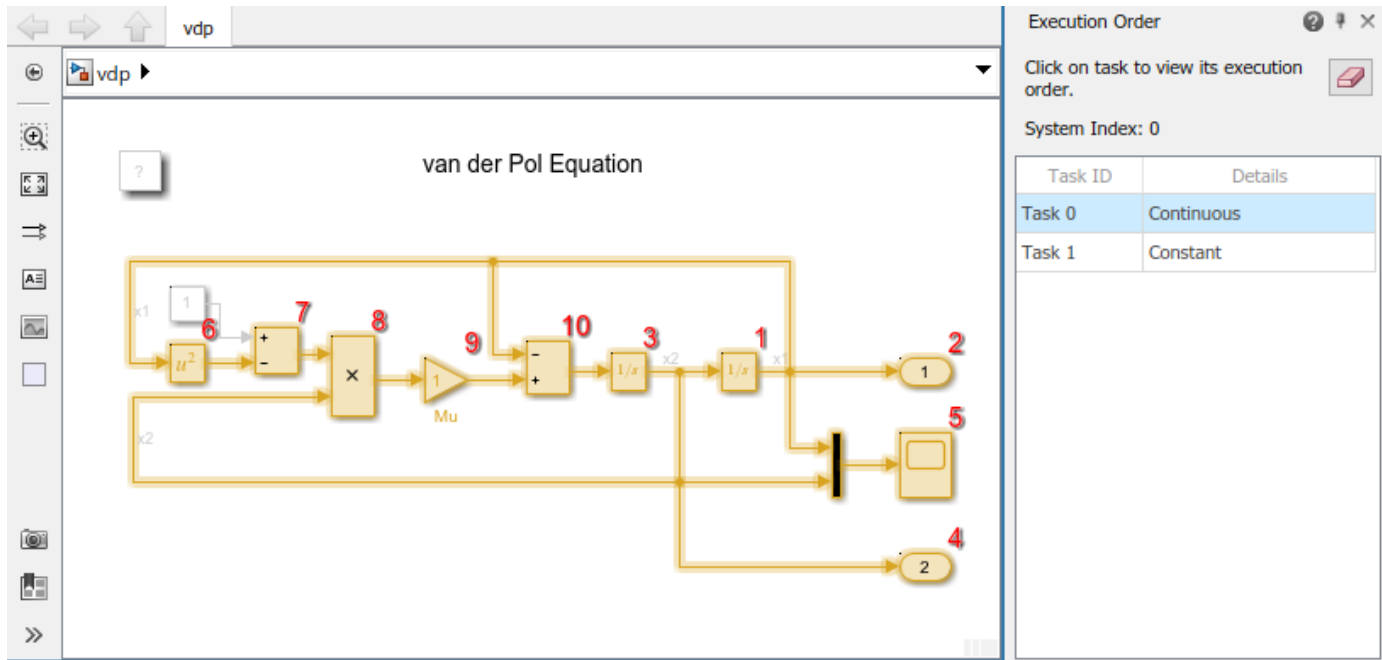 vdp
vdp
van der Pol Equation
?
x1
1
6
7
8
9
10
3
x2
1
x1
2
+
−
u²
×
1
−
+
1/s
1/s
1
Mu
x2
5
4
2
Execution Order
Click on task to view its execution
order.
System Index: 0
Task ID Details
Task 0 Continuous
Task 1 Constant